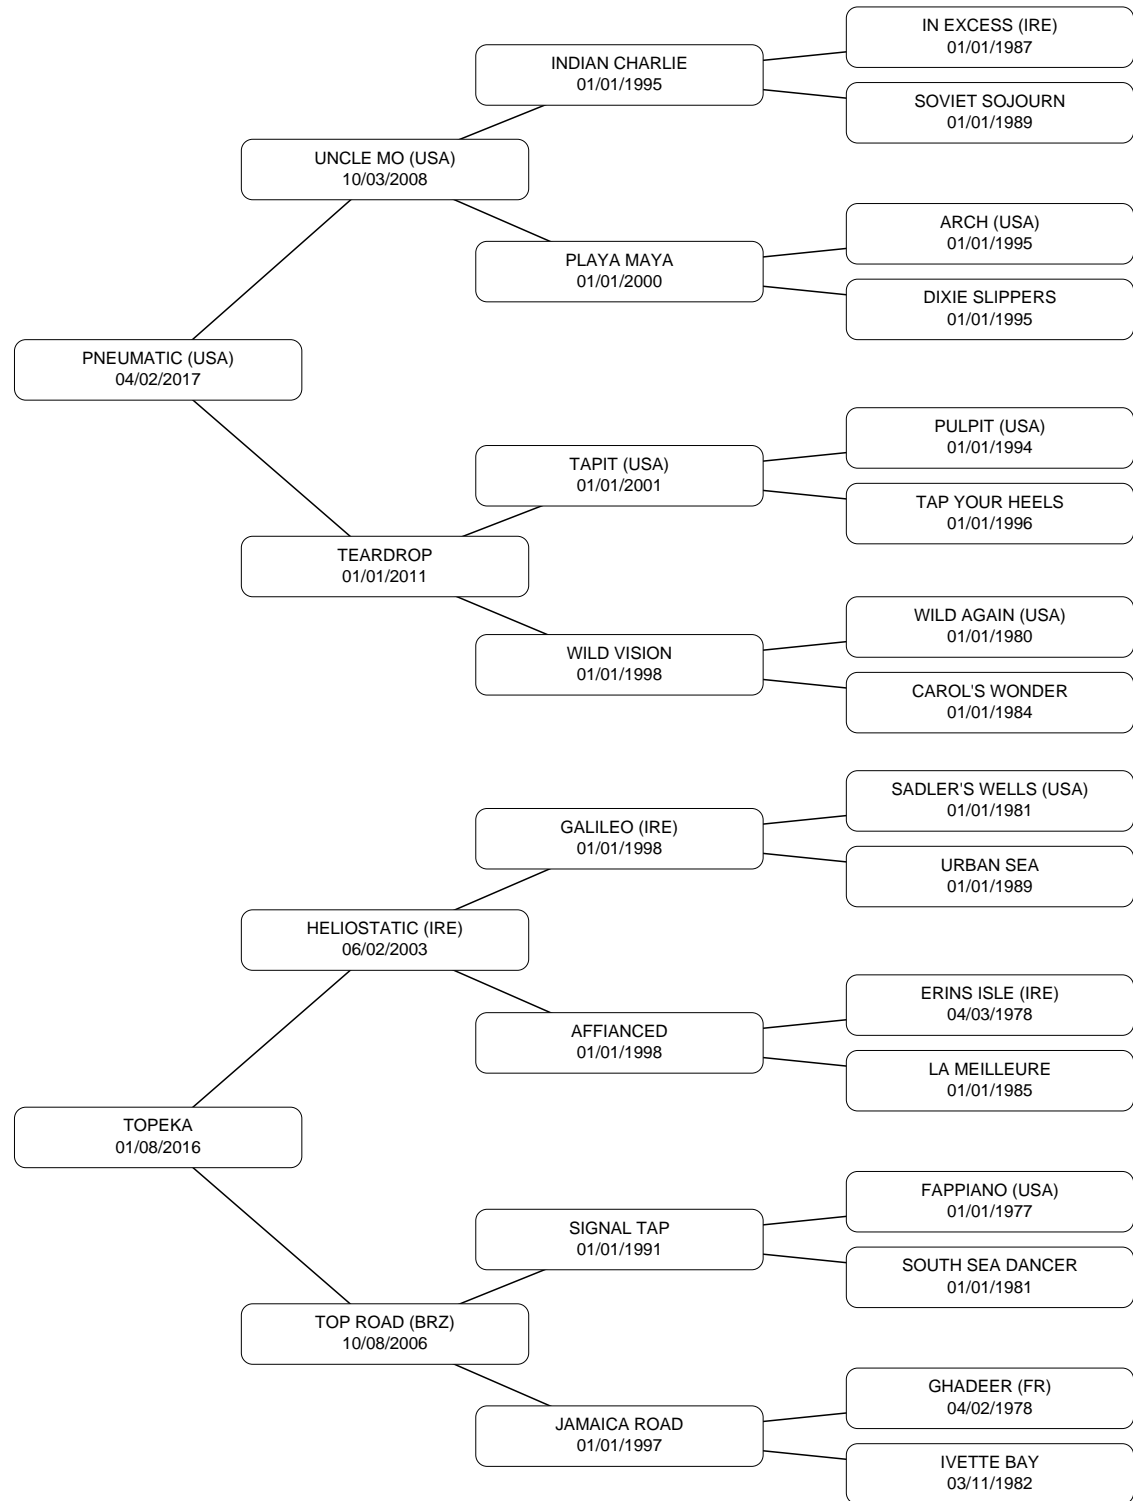 IN EXCESS (IRE)
01/01/1987
INDIAN CHARLIE
01/01/1995
SOVIET SOJOURN
01/01/1989
UNCLE MO (USA)
10/03/2008
ARCH (USA)
01/01/1995
PLAYA MAYA
01/01/2000
DIXIE SLIPPERS
01/01/1995
PNEUMATIC (USA)
04/02/2017
PULPIT (USA)
01/01/1994
TAPIT (USA)
01/01/2001
TAP YOUR HEELS
01/01/1996
TEARDROP
01/01/2011
WILD AGAIN (USA)
01/01/1980
WILD VISION
01/01/1998
CAROL'S WONDER
01/01/1984
SADLER'S WELLS (USA)
01/01/1981
GALILEO (IRE)
01/01/1998
URBAN SEA
01/01/1989
HELIOSTATIC (IRE)
06/02/2003
ERINS ISLE (IRE)
04/03/1978
AFFIANCED
01/01/1998
LA MEILLEURE
01/01/1985
TOPEKA
01/08/2016
FAPPIANO (USA)
01/01/1977
SIGNAL TAP
01/01/1991
SOUTH SEA DANCER
01/01/1981
TOP ROAD (BRZ)
10/08/2006
GHADEER (FR)
04/02/1978
JAMAICA ROAD
01/01/1997
IVETTE BAY
03/11/1982